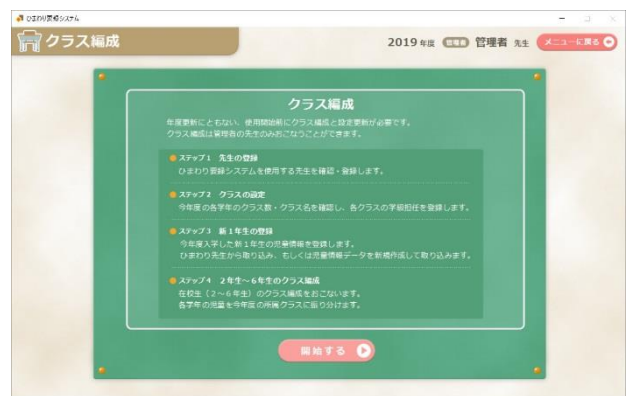 ひまわり要録システム
クラス編成
2019 年度 管理者 管理者 先生 メニューに戻る
クラス編成
年度更新にともない、使用開始前にクラス編成と設定更新が必要です。
クラス編成は管理者の先生のみおこなうことができます。
ステップ1 先生の登録
ひまわり要録システムを使用する先生を確認・登録します。
ステップ2 クラスの設定
今年度の各学年のクラス数・クラス名を確認し、各クラスの学級担任を登録します。
ステップ3 新1年生の登録
今年度入学した新1年生の児童情報を登録します。
ひまわり先生から取り込み、もしくは児童情報データを新規作成して取り込みます。
ステップ4 2年生～6年生のクラス編成
在校生（2～6年生）のクラス編成をおこないます。
各学年の児童を今年度の所属クラスに振り分けます。
開始する